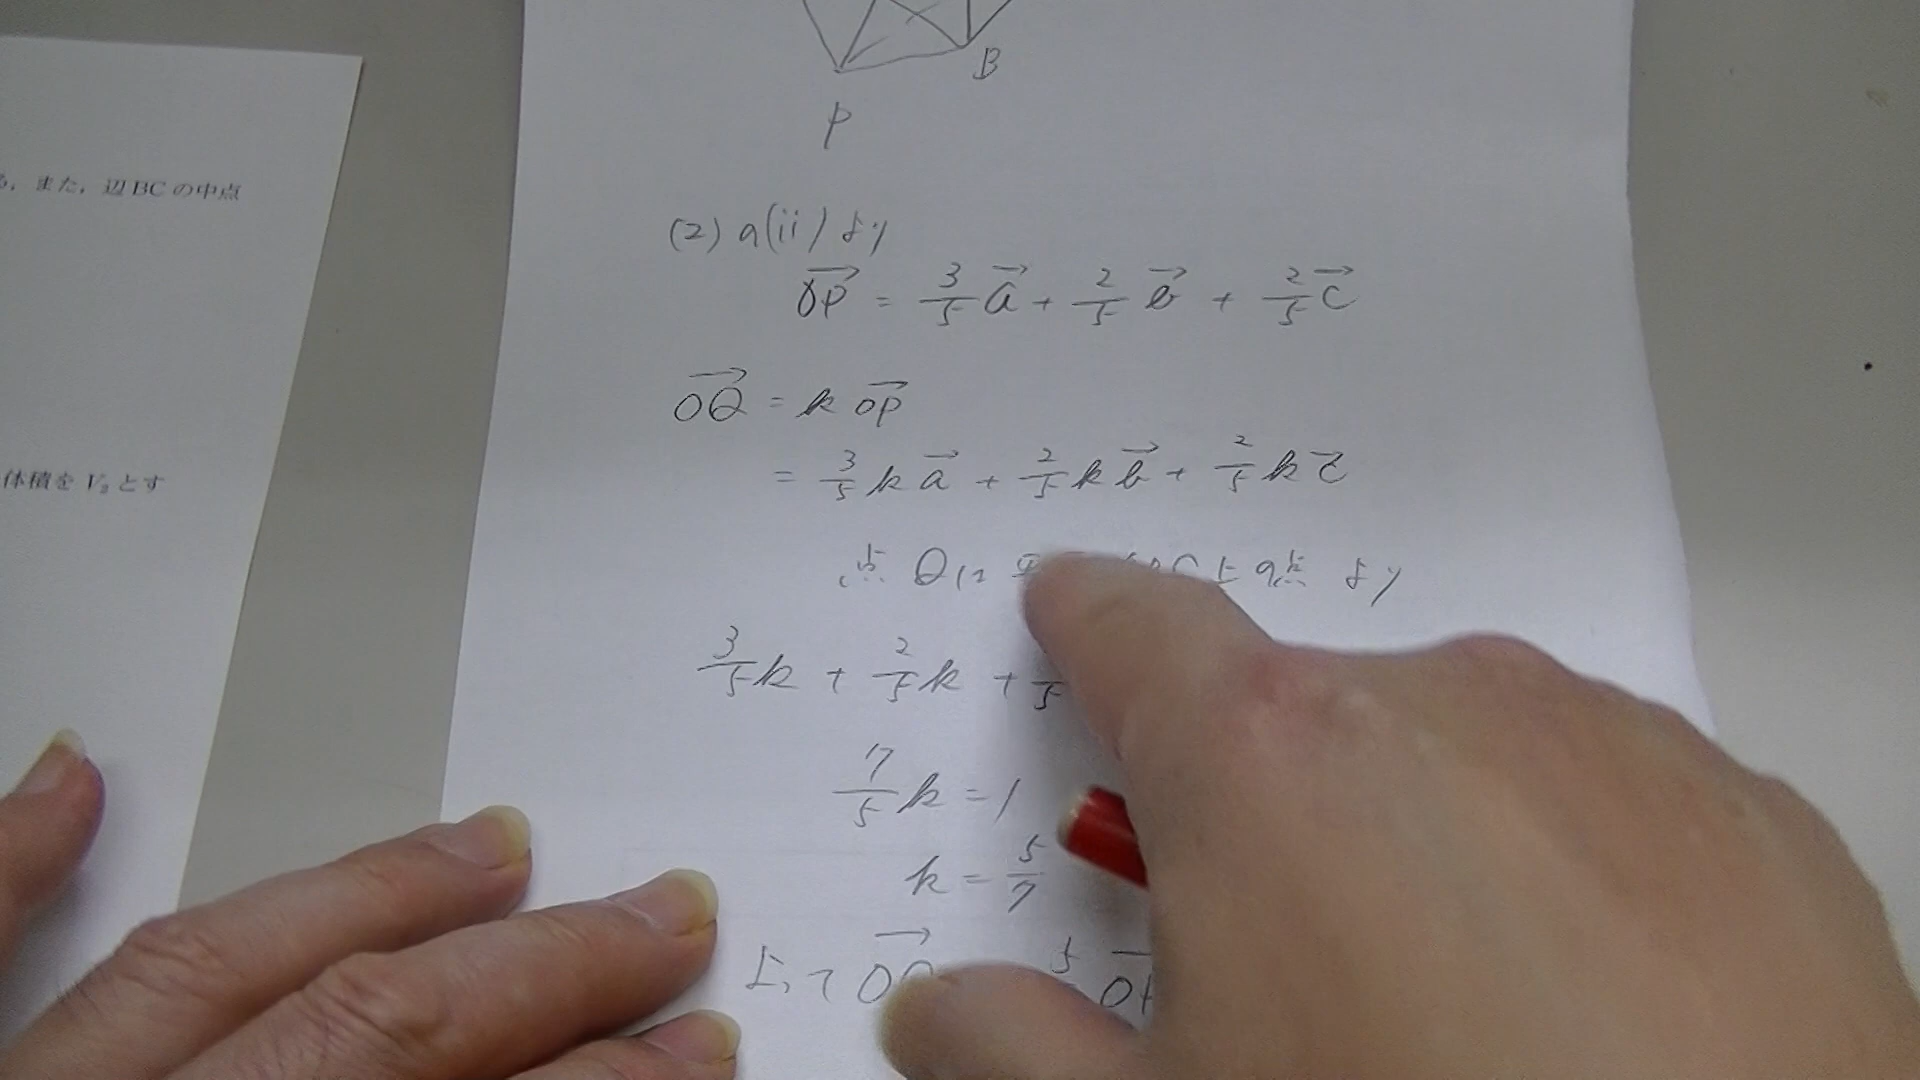 、また，辺BCの中点
体積をV₂とす
B
P
(2) a(ii)より
→OP = 3/5 →a + 2/5 →b + 2/5 →c
→OQ = k →OP
= 3/5 k →a + 2/5 k →b + 2/5 k →c
点Qは 上の点 より
3/5 k + 2/5 k +
7/5 k = 1
k = 5/7
よって